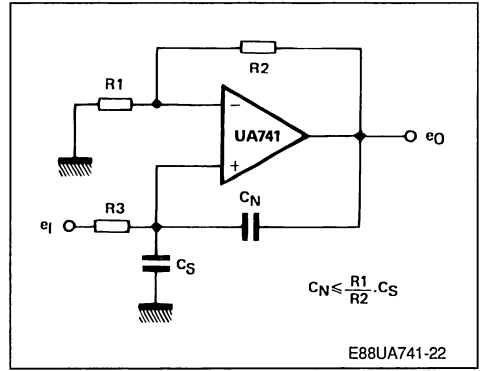 R2
R1
−
UA741
+
eO
CN
R3
eI
CS
CN ≤ R1/R2 . CS
E88UA741-22